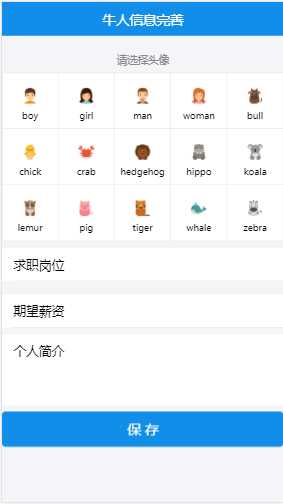 牛人信息完善
请选择头像
boy girl man woman bull
chick crab hedgehog hippo koala
lemur pig tiger whale zebra
求职岗位
期望薪资
个人简介
保存